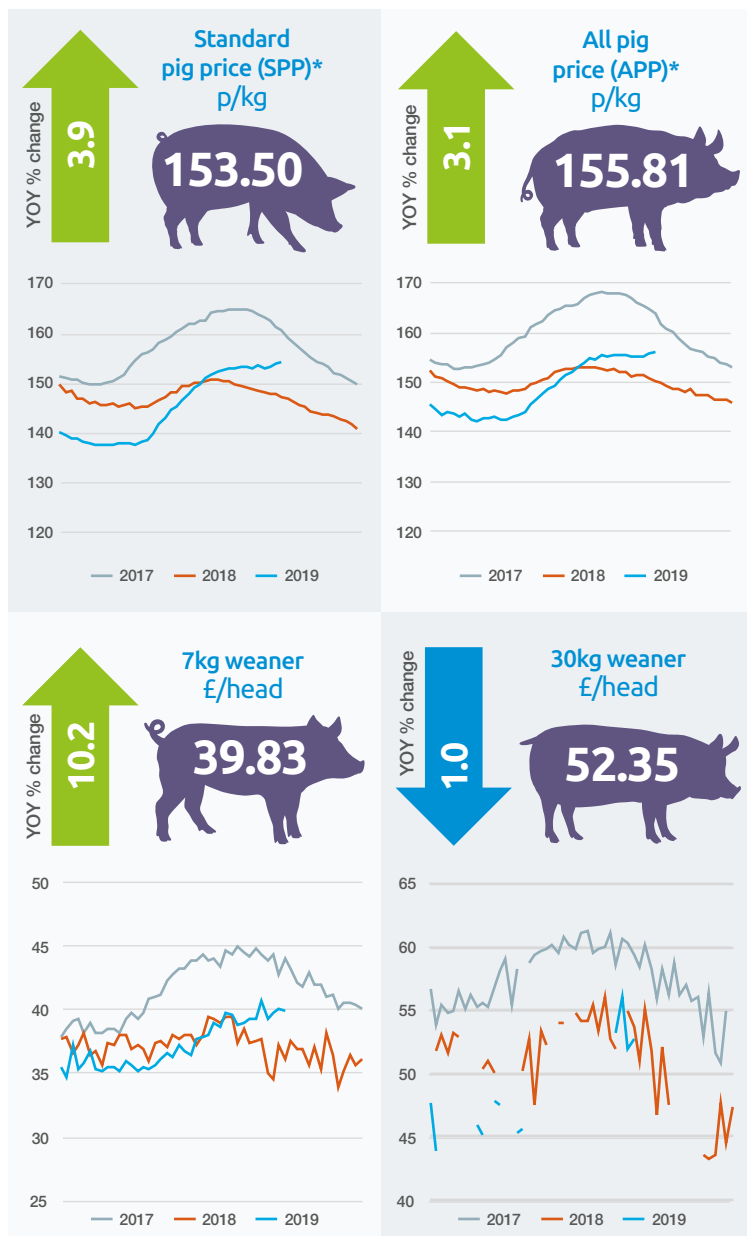 Standard
pig price (SPP)*
p/kg
YOY % change
3.9
153.50
170
160
150
140
130
120
2017 2018 2019
All pig
price (APP)*
p/kg
YOY % change
3.1
155.81
170
160
150
140
130
120
2017 2018 2019
7kg weaner
£/head
YOY % change
10.2
39.83
50
45
40
35
30
25
2017 2018 2019
30kg weaner
£/head
YOY % change
1.0
52.35
65
60
55
50
45
40
2017 2018 2019